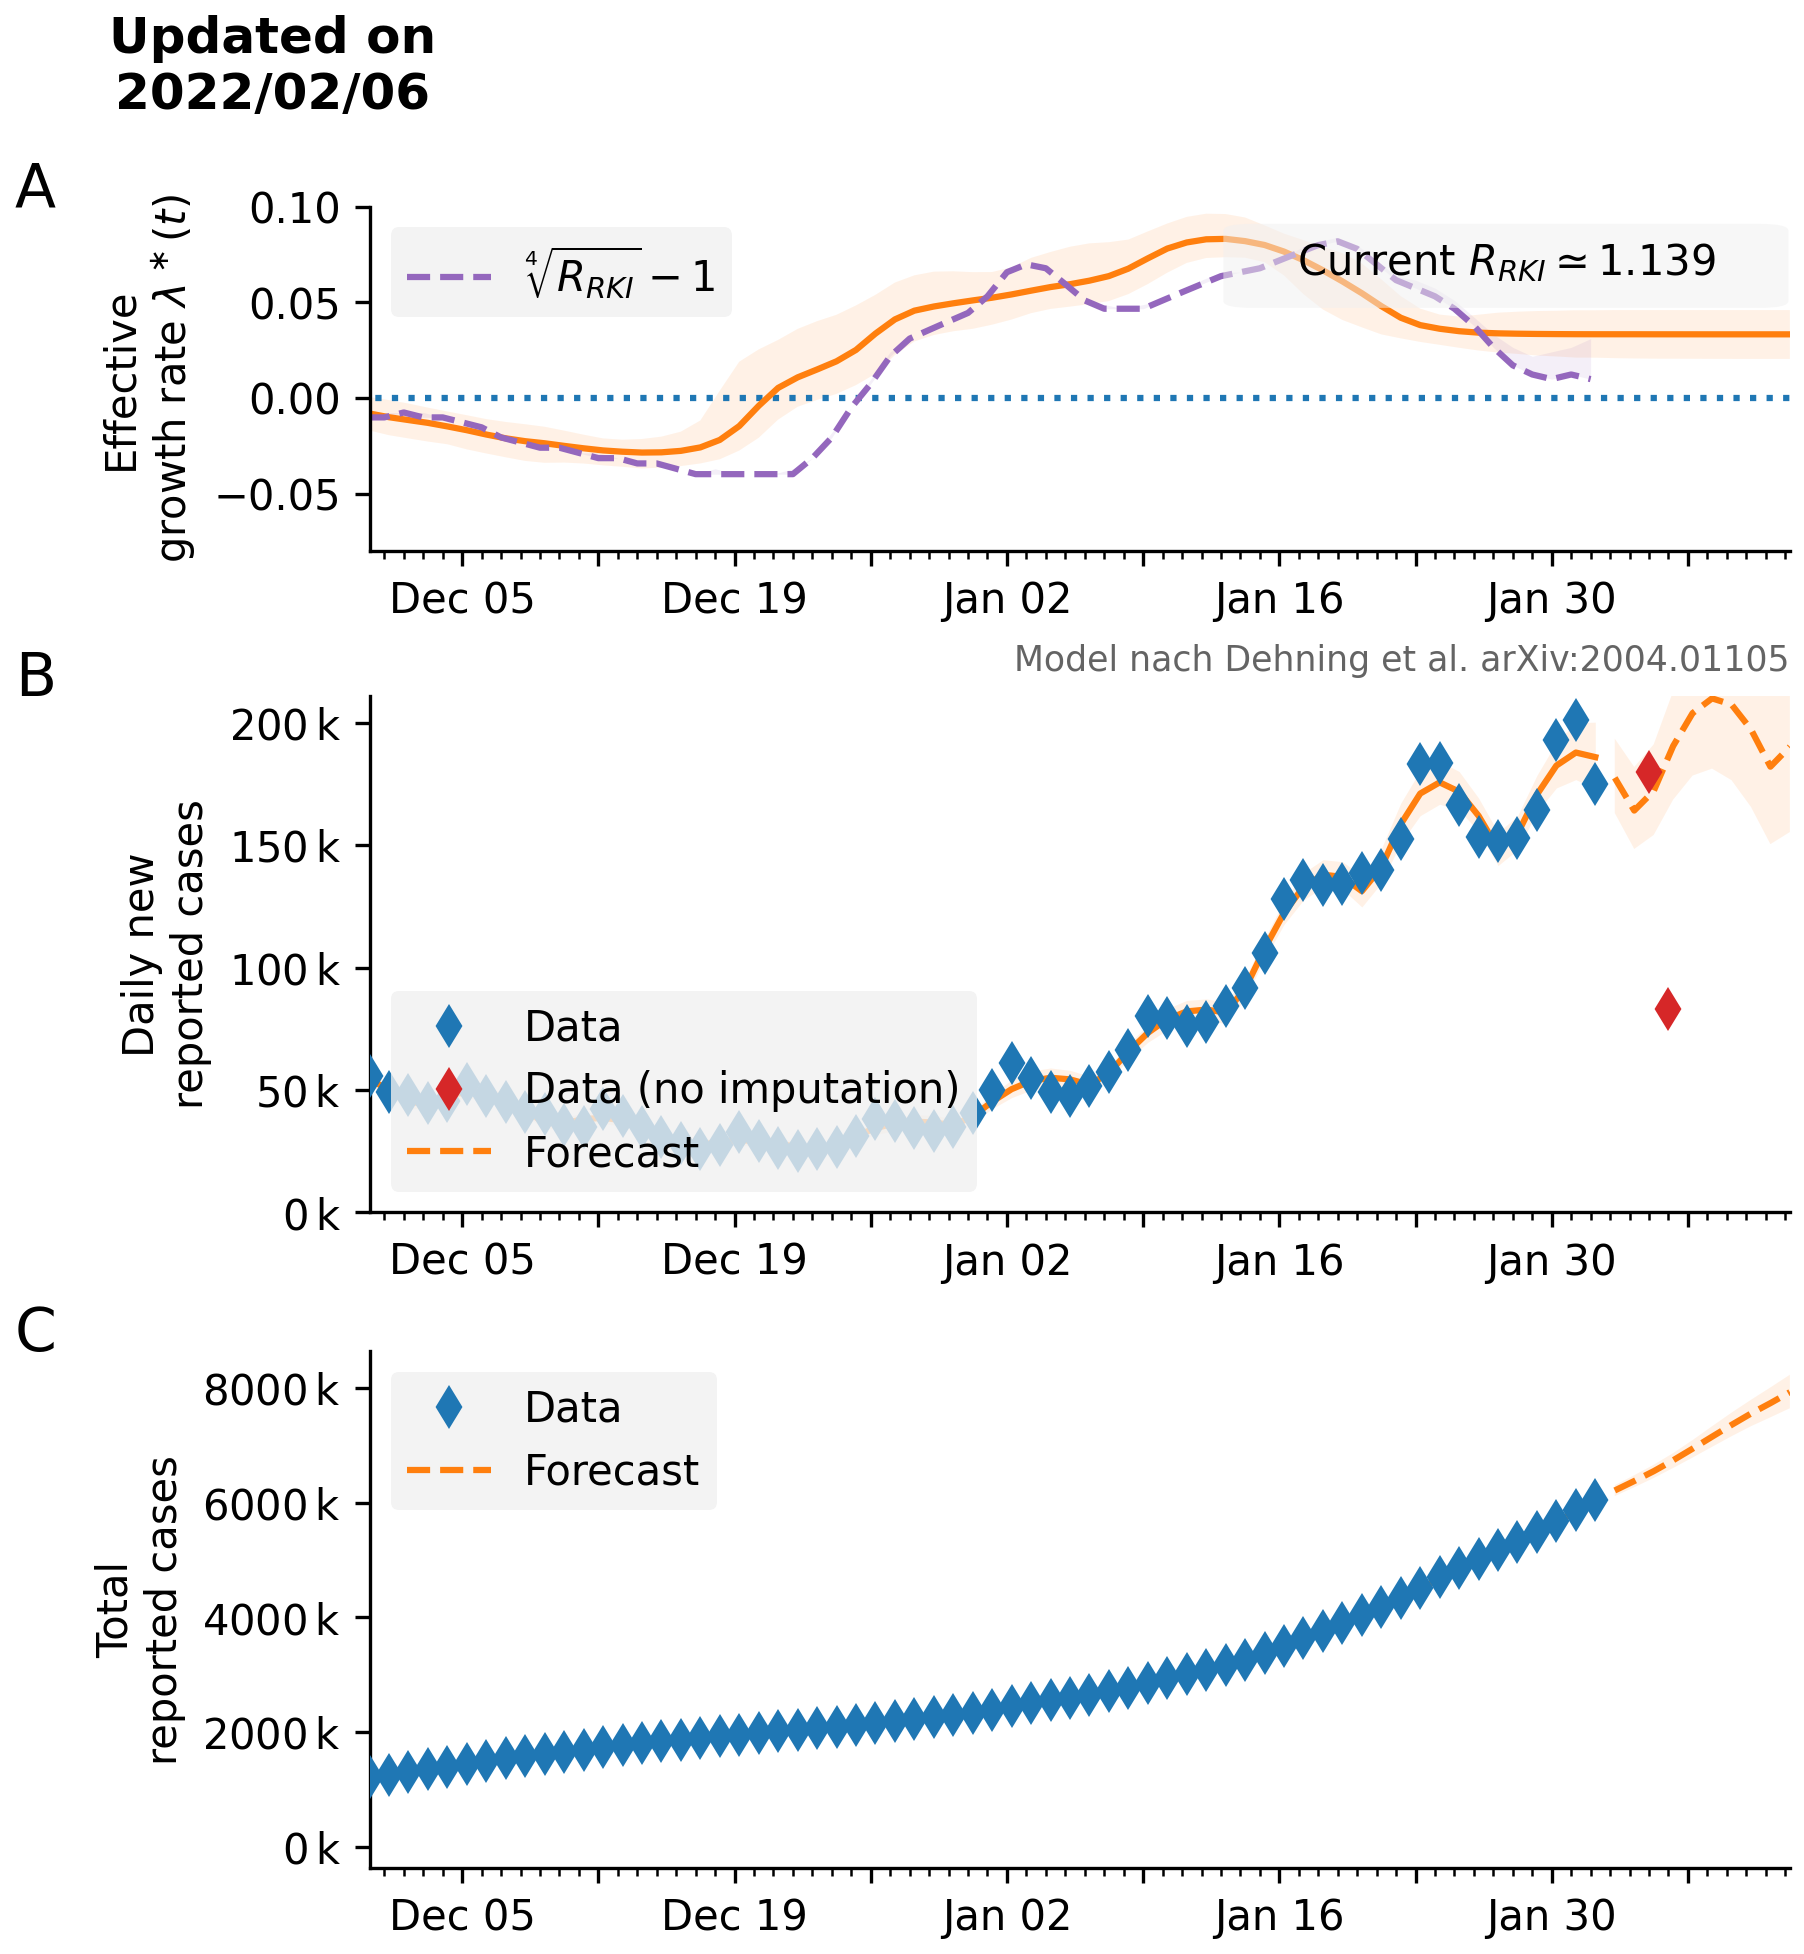 Updated on
2022/02/06
A
Effective
growth rate λ * (t)
0.10
0.05
0.00
−0.05
∜R_RKI − 1
Current R_RKI ≃ 1.139
Dec 05 Dec 19 Jan 02 Jan 16 Jan 30
Model nach Dehning et al. arXiv:2004.01105
B
Daily new
reported cases
200 k
150 k
100 k
50 k
0 k
Data
Data (no imputation)
Forecast
Dec 05 Dec 19 Jan 02 Jan 16 Jan 30
C
Total
reported cases
8000 k
6000 k
4000 k
2000 k
0 k
Data
Forecast
Dec 05 Dec 19 Jan 02 Jan 16 Jan 30